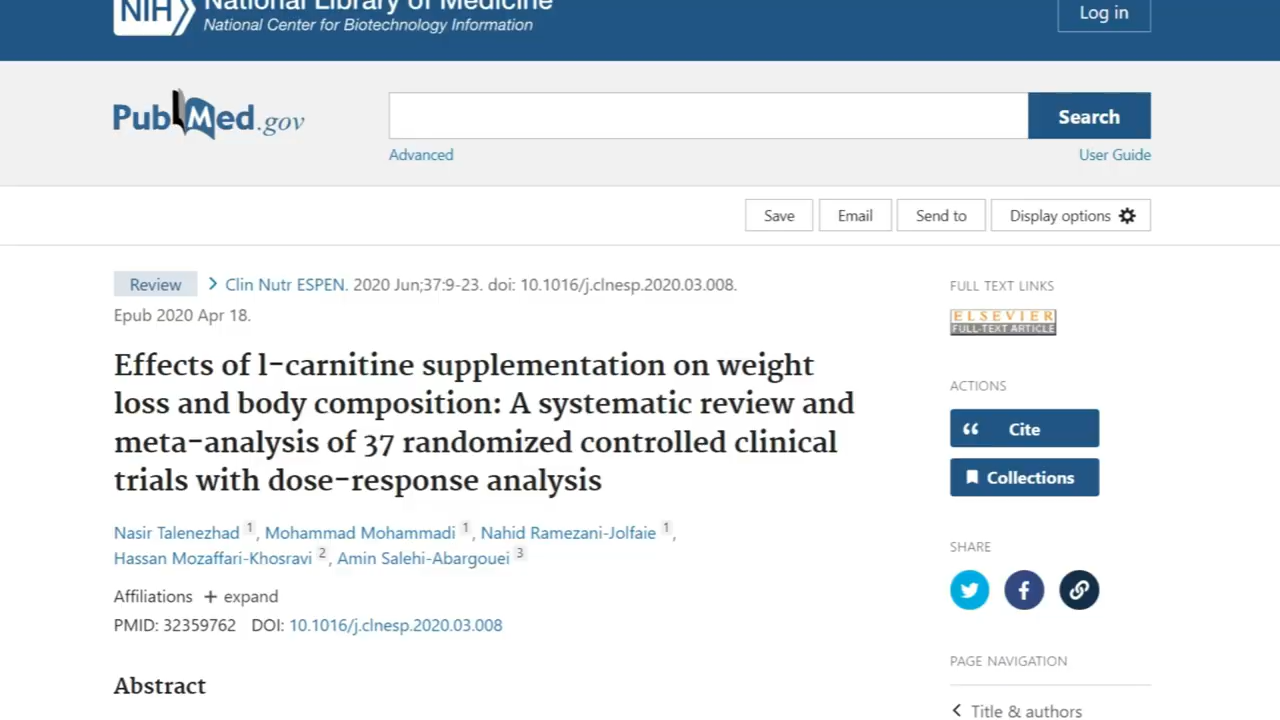 NIH National Library of Medicine
National Center for Biotechnology Information
Log in
PubMed.gov
Search
Advanced
User Guide
Save
Email
Send to
Display options
Review
Clin Nutr ESPEN. 2020 Jun;37:9-23. doi: 10.1016/j.clnesp.2020.03.008.
Epub 2020 Apr 18.
Effects of l-carnitine supplementation on weight
loss and body composition: A systematic review and
meta-analysis of 37 randomized controlled clinical
trials with dose-response analysis
Nasir Talenezhad 1, Mohammad Mohammadi 1, Nahid Ramezani-Jolfaie 1,
Hassan Mozaffari-Khosravi 2, Amin Salehi-Abargouei 3
Affiliations + expand
PMID: 32359762 DOI: 10.1016/j.clnesp.2020.03.008
Abstract
FULL TEXT LINKS
ELSEVIER
FULL-TEXT ARTICLE
ACTIONS
Cite
Collections
SHARE
PAGE NAVIGATION
Title & authors